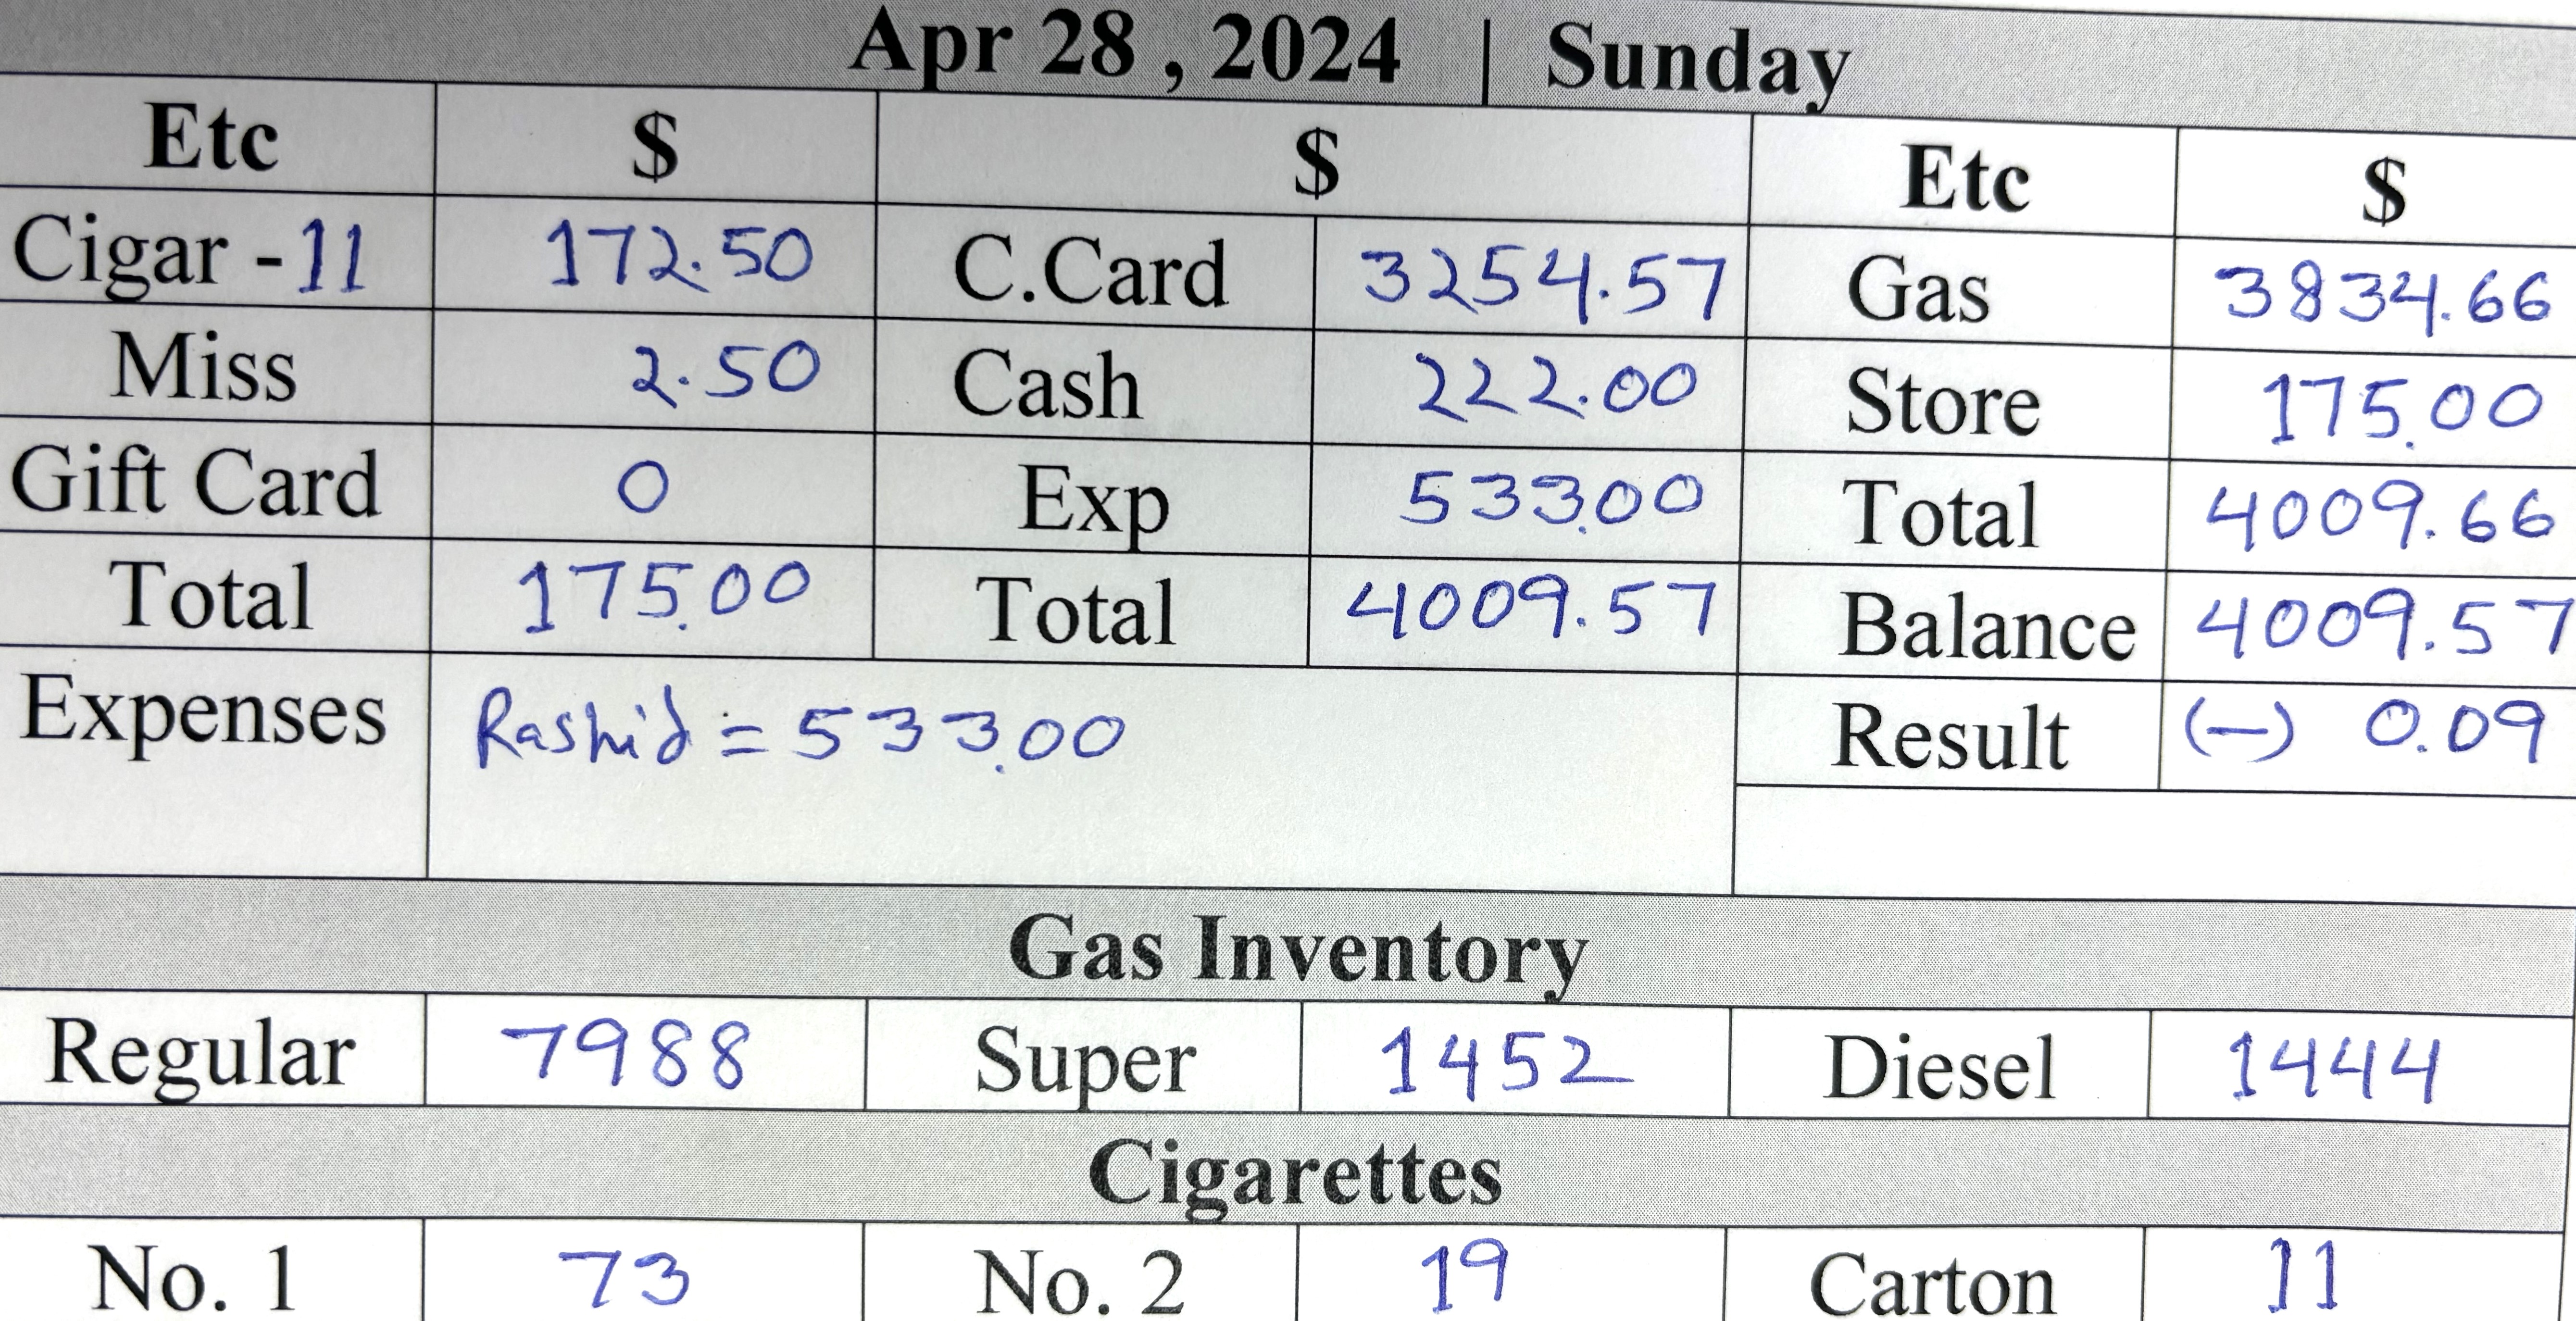 Apr 28 , 2024 | Sunday
Etc $ $ Etc $
Cigar - 11 172.50 C.Card 3254.57 Gas 3834.66
Miss 2.50 Cash 222.00 Store 175.00
Gift Card 0 Exp 533.00 Total 4009.66
Total 175.00 Total 4009.57 Balance 4009.57
Expenses Rashid = 533.00 Result (-) 0.09
Gas Inventory
Regular 7988 Super 1452 Diesel 1444
Cigarettes
No. 1 73 No. 2 19 Carton 11